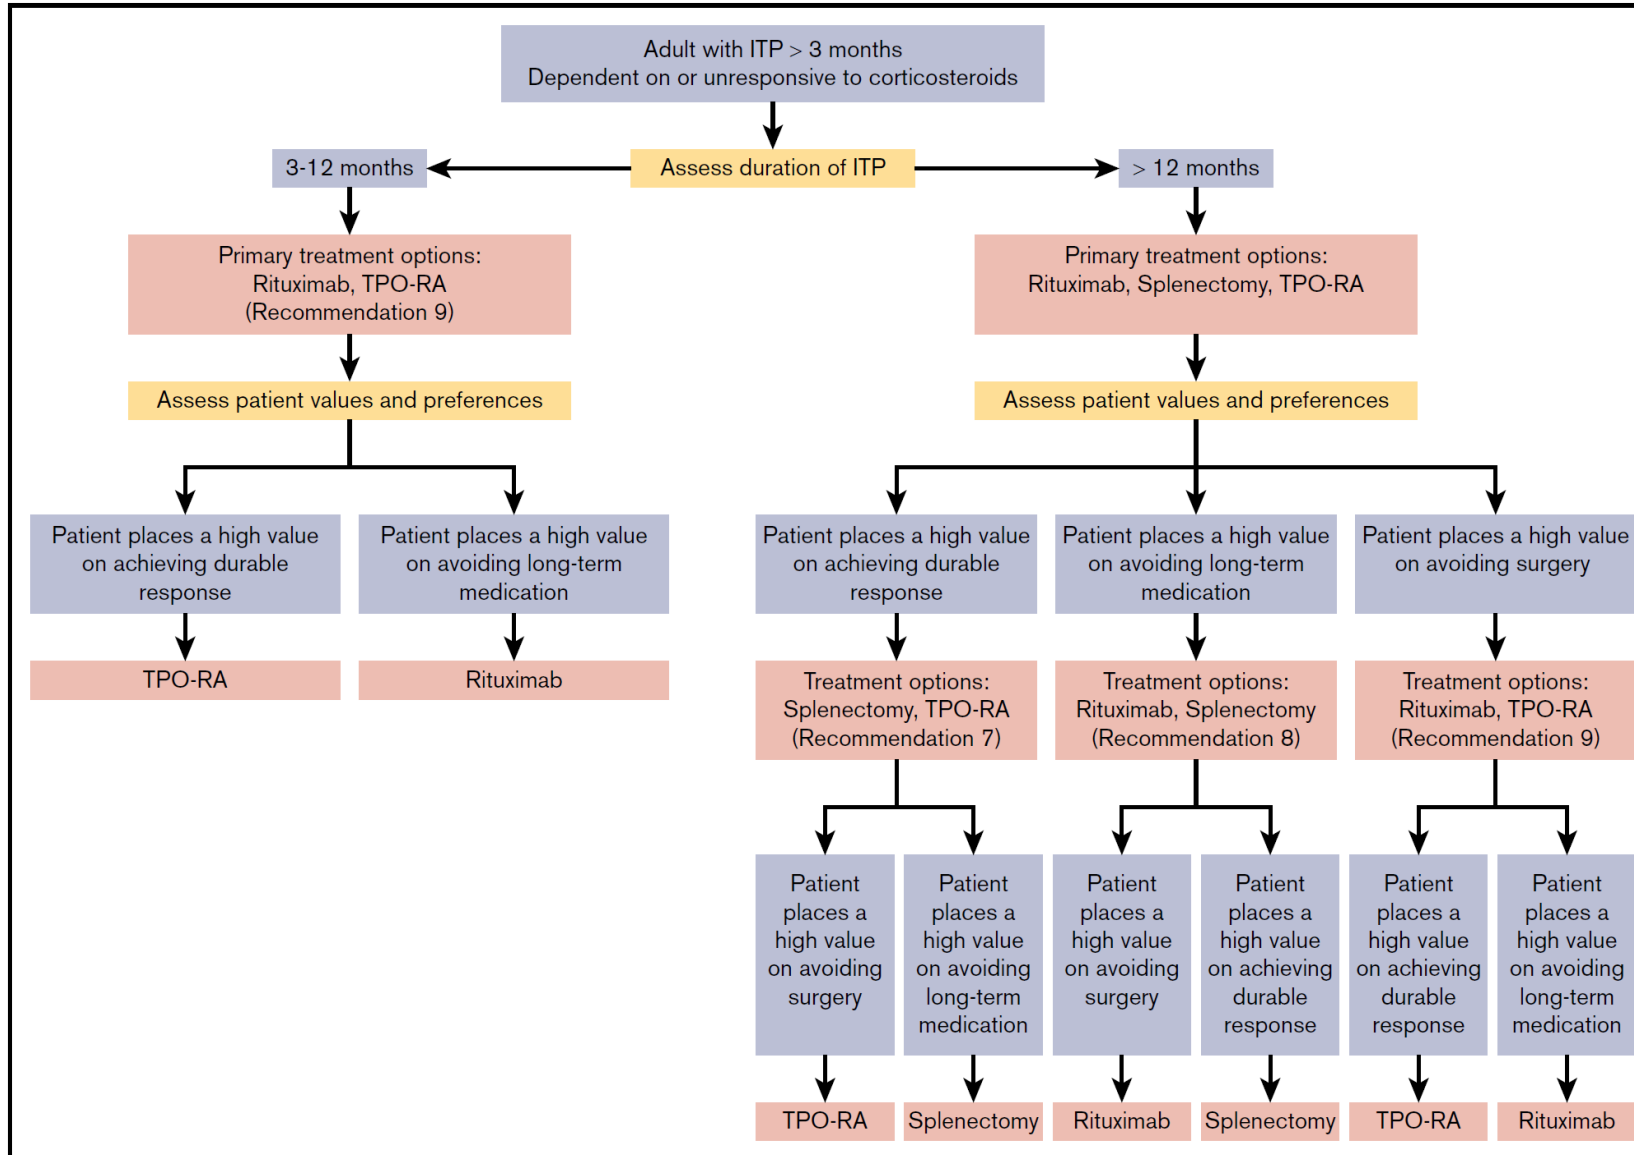 Adult with ITP > 3 months
Dependent on or unresponsive to corticosteroids
3-12 months
Assess duration of ITP
> 12 months
Primary treatment options:
Rituximab, TPO-RA
(Recommendation 9)
Primary treatment options:
Rituximab, Splenectomy, TPO-RA
Assess patient values and preferences
Assess patient values and preferences
Patient places a high value
on achieving durable
response
Patient places a high value
on avoiding long-term
medication
Patient places a high value
on achieving durable
response
Patient places a high value
on avoiding long-term
medication
Patient places a high value
on avoiding surgery
TPO-RA
Rituximab
Treatment options:
Splenectomy, TPO-RA
(Recommendation 7)
Treatment options:
Rituximab, Splenectomy
(Recommendation 8)
Treatment options:
Rituximab, TPO-RA
(Recommendation 9)
Patient
places a
high value
on avoiding
surgery
Patient
places a
high value
on avoiding
long-term
medication
Patient
places a
high value
on avoiding
surgery
Patient
places a
high value
on achieving
durable
response
Patient
places a
high value
on achieving
durable
response
Patient
places a
high value
on avoiding
long-term
medication
TPO-RA
Splenectomy
Rituximab
Splenectomy
TPO-RA
Rituximab